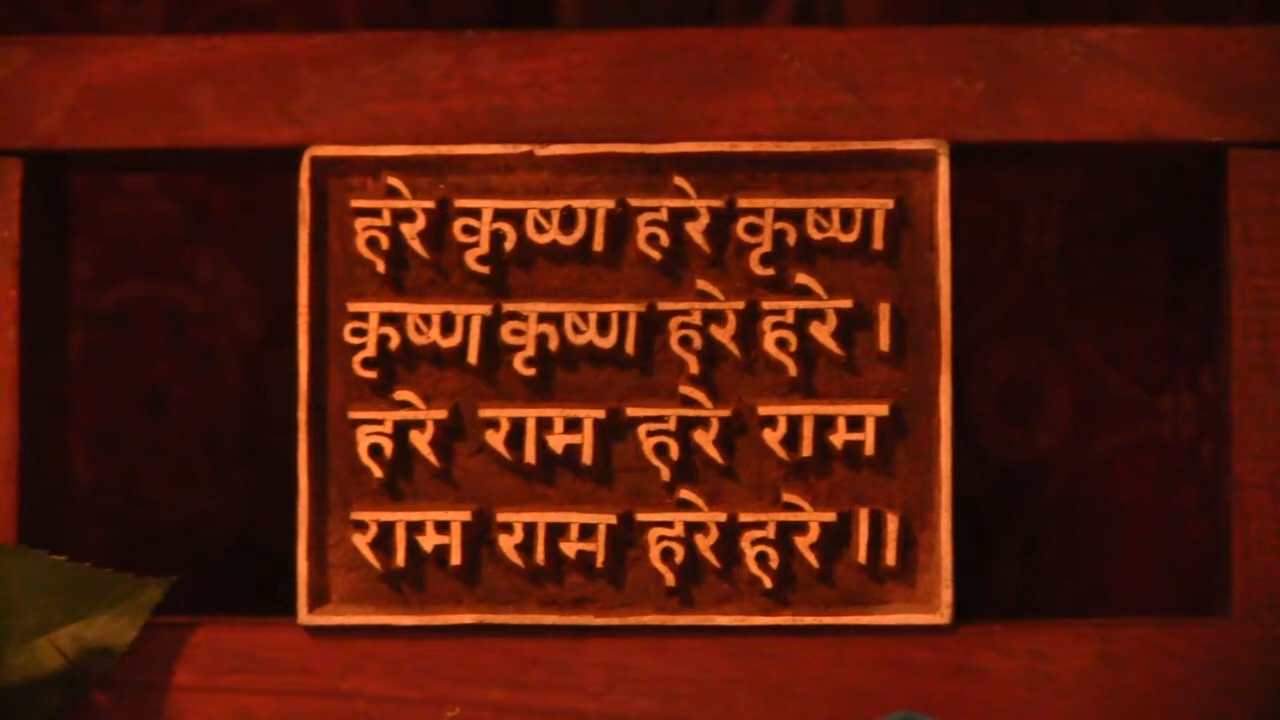 हरे कृष्ण हरे कृष्ण
कृष्ण कृष्ण हरे हरे ।
हरे राम हरे राम
राम राम हरे हरे ॥